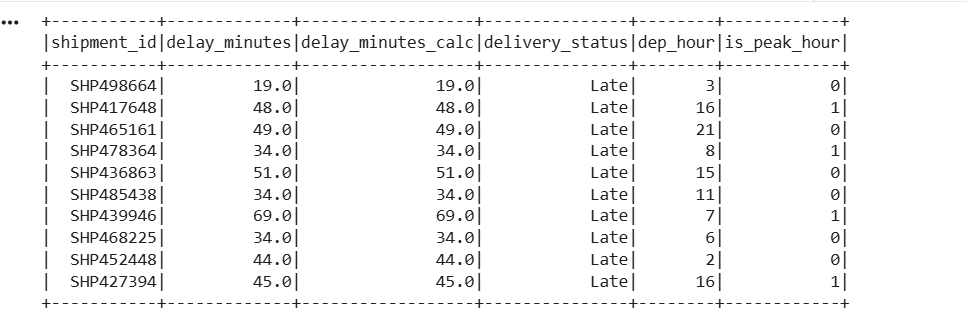 ... +-----------+-------------+------------------+---------------+--------+------------+
|shipment_id|delay_minutes|delay_minutes_calc|delivery_status|dep_hour|is_peak_hour|
+-----------+-------------+------------------+---------------+--------+------------+
|  SHP498664|         19.0|              19.0|           Late|       3|           0|
|  SHP417648|         48.0|              48.0|           Late|      16|           1|
|  SHP465161|         49.0|              49.0|           Late|      21|           0|
|  SHP478364|         34.0|              34.0|           Late|       8|           1|
|  SHP436863|         51.0|              51.0|           Late|      15|           0|
|  SHP485438|         34.0|              34.0|           Late|      11|           0|
|  SHP439946|         69.0|              69.0|           Late|       7|           1|
|  SHP468225|         34.0|              34.0|           Late|       6|           0|
|  SHP452448|         44.0|              44.0|           Late|       2|           0|
|  SHP427394|         45.0|              45.0|           Late|      16|           1|
+-----------+-------------+------------------+---------------+--------+------------+